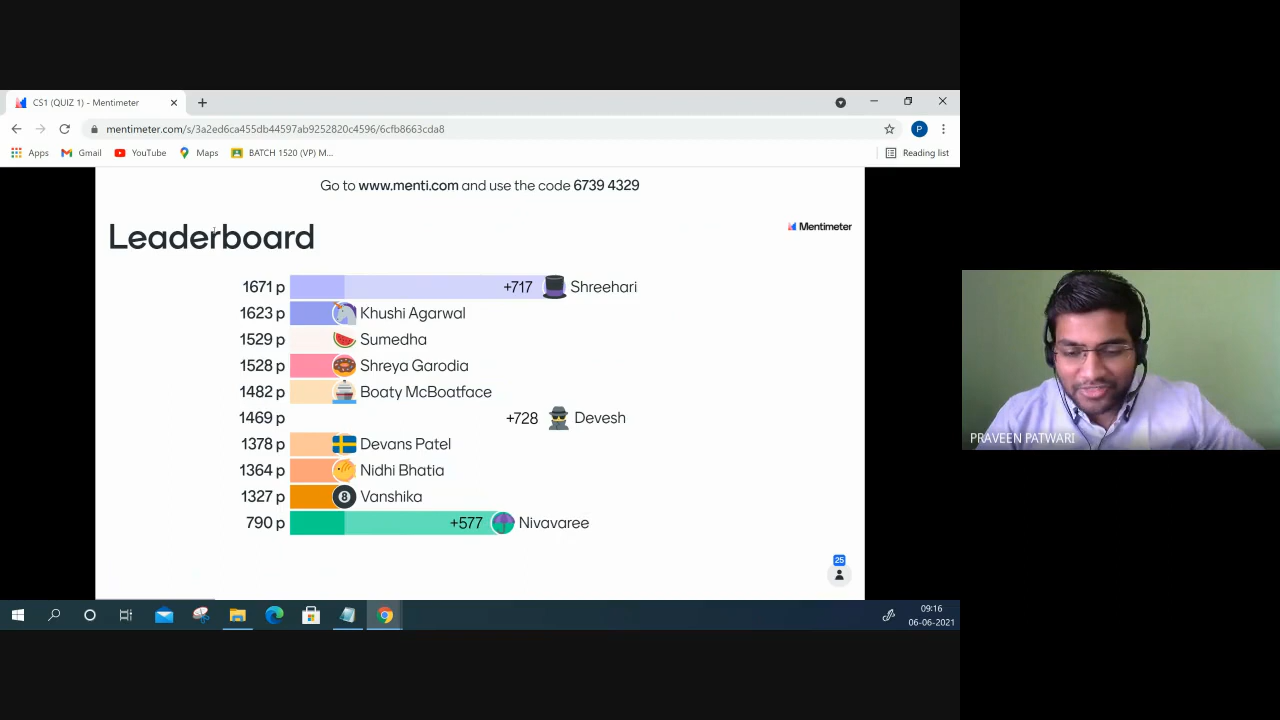 CS1 (QUIZ 1) - Mentimeter
mentimeter.com/s/3a2ed6ca455db44597ab9252820c4596/6cfb8663cda8
P
Apps
Gmail
YouTube
Maps
BATCH 1520 (VP) M...
Reading list
Go to www.menti.com and use the code 6739 4329
Leaderboard
Mentimeter
1671 p +717 Shreehari
1623 p Khushi Agarwal
1529 p Sumedha
1528 p Shreya Garodia
1482 p Boaty McBoatface
1469 p +728 Devesh
1378 p Devans Patel
1364 p Nidhi Bhatia
1327 p 8 Vanshika
790 p +577 Nivavaree
25
PRAVEEN PATWARI
09:16
06-06-2021